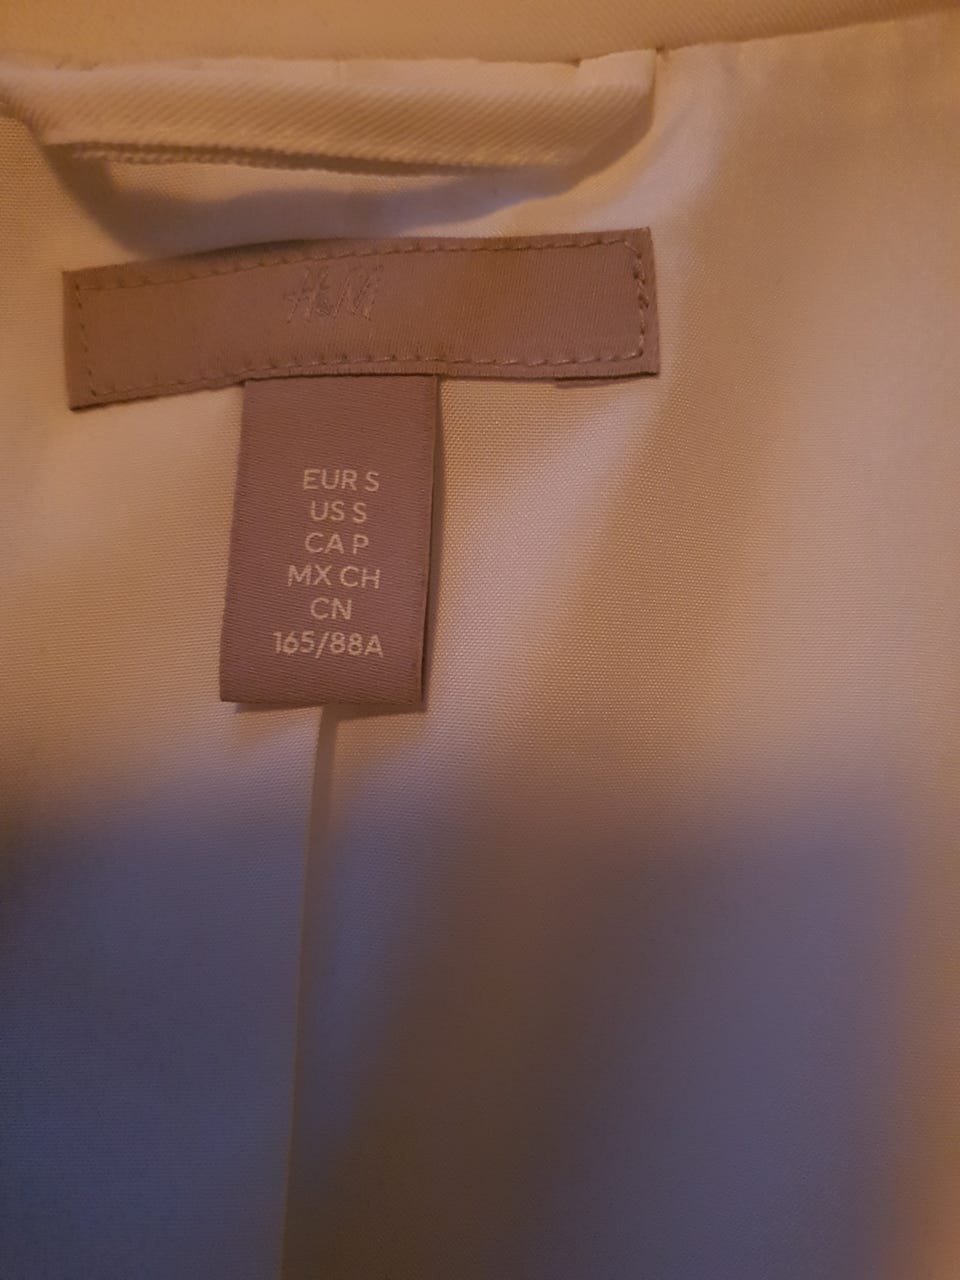 H&M
EUR S
US S
CA P
MX CH
CN
165/88A